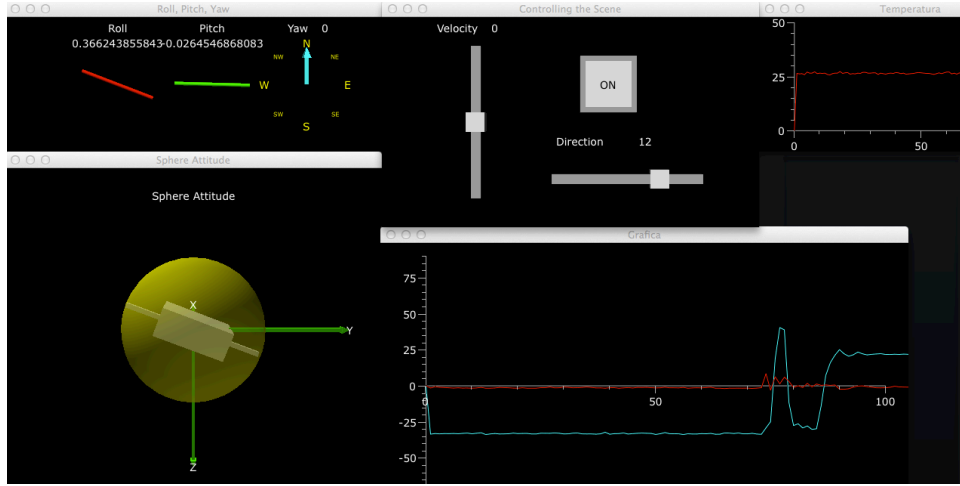 Roll, Pitch, Yaw
Roll Pitch Yaw 0
0.366243855843-0.0264546868083
N
NW NE
W E
SW SE
S
Controlling the Scene
Velocity 0
ON
Direction 12
Temperatura
50
25
0
0 50
Sphere Attitude
Sphere Attitude
X
Y
Z
Grafica
75
50
25
0
0 50 100
-25
-50